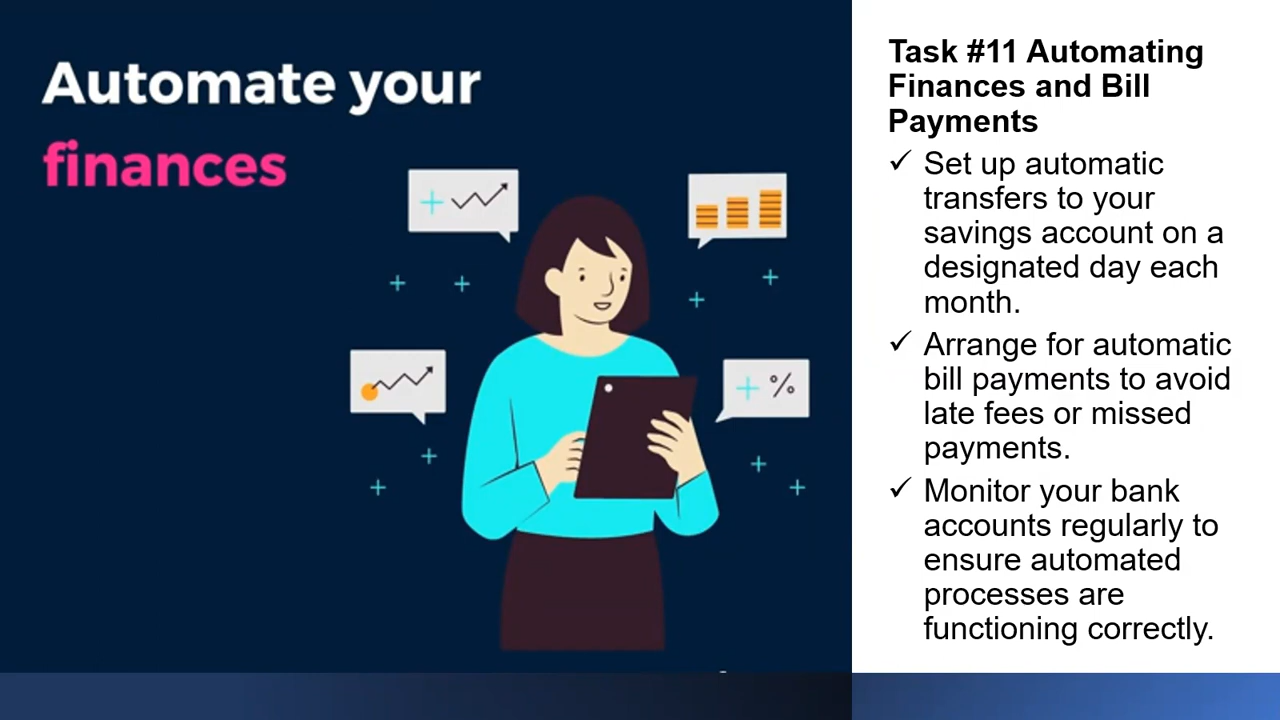 Automate your
finances
Task #11 Automating
Finances and Bill
Payments
✓ Set up automatic
transfers to your
savings account on a
designated day each
month.
✓ Arrange for automatic
bill payments to avoid
late fees or missed
payments.
✓ Monitor your bank
accounts regularly to
ensure automated
processes are
functioning correctly.
+
+ %